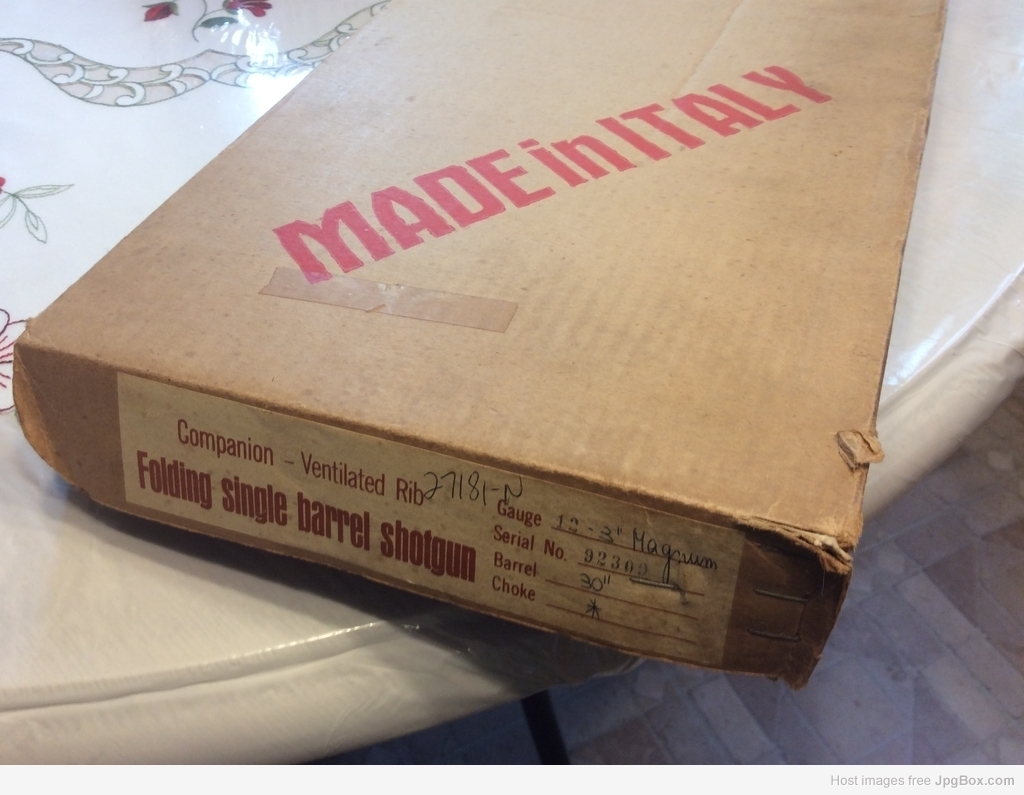 MADE in ITALY
Companion - Ventilated Rib 27181-N
Folding single barrel shotgun
Gauge 12 - 3" Magnum
Serial No. 92309
Barrel 30"
Choke *
Host images free JpgBox.com